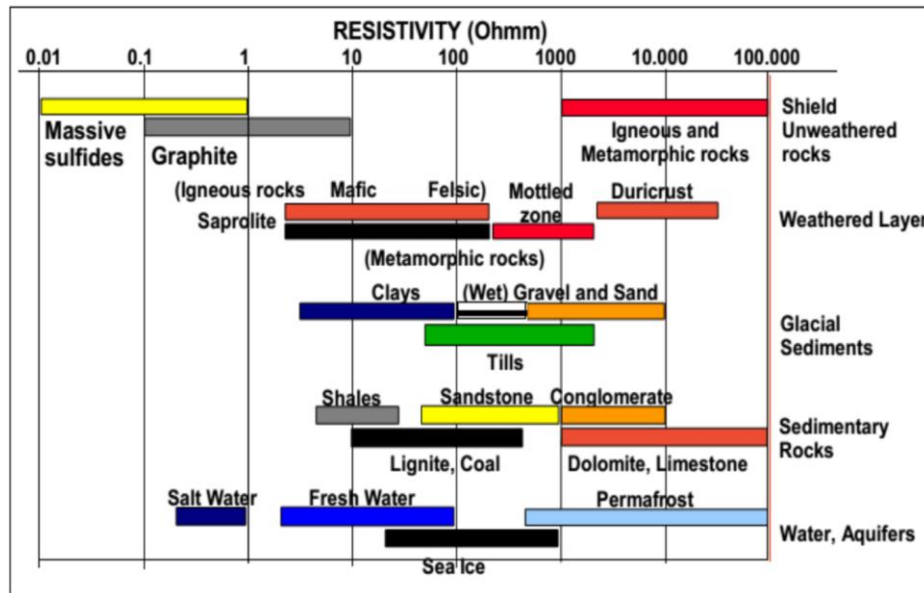 RESISTIVITY (Ohmm)
0.01 0.1 1 10 100 1000 10.000 100.000
Massive sulfides
Graphite
Igneous and
Metamorphic rocks
Shield
Unweathered
rocks
(Igneous rocks Mafic Felsic)
Saprolite
Mottled
zone
Duricrust
(Metamorphic rocks)
Weathered Layer
Clays
(Wet) Gravel and Sand
Tills
Glacial
Sediments
Shales
Sandstone
Conglomerate
Lignite, Coal
Dolomite, Limestone
Sedimentary
Rocks
Salt Water
Fresh Water
Permafrost
Sea Ice
Water, Aquifers